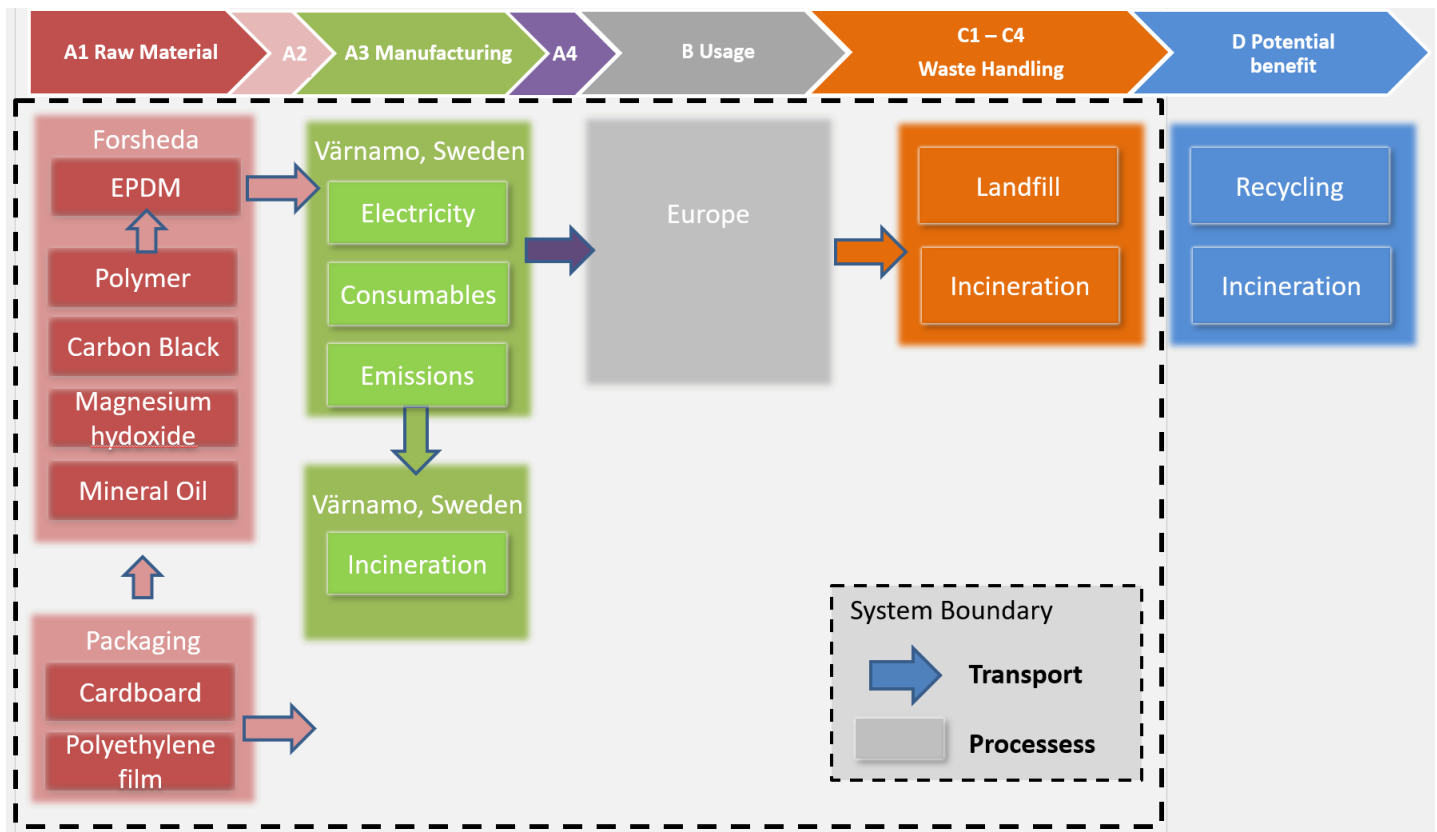 A1 Raw Material
A2
A3 Manufacturing
A4
B Usage
C1 – C4
Waste Handling
D Potential
benefit
Forsheda
EPDM
Polymer
Carbon Black
Magnesium
hydoxide
Mineral Oil
Packaging
Cardboard
Polyethylene
film
Värnamo, Sweden
Electricity
Consumables
Emissions
Värnamo, Sweden
Incineration
Europe
Landfill
Incineration
Recycling
Incineration
System Boundary
Transport
Processess